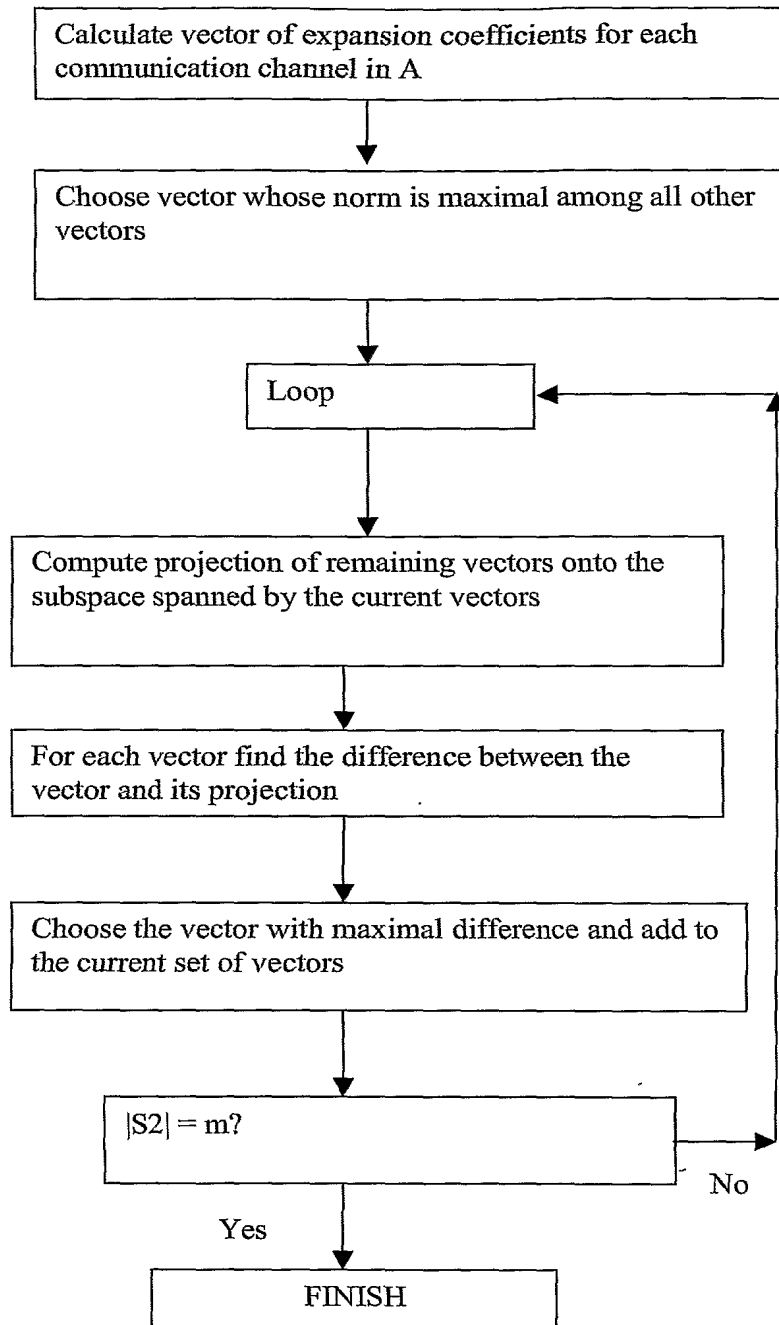 Calculate vector of expansion coefficients for each
communication channel in A
Choose vector whose norm is maximal among all other
vectors
Loop
Compute projection of remaining vectors onto the
subspace spanned by the current vectors
For each vector find the difference between the
vector and its projection
Choose the vector with maximal difference and add to
the current set of vectors
|S2| = m?
No
Yes
FINISH